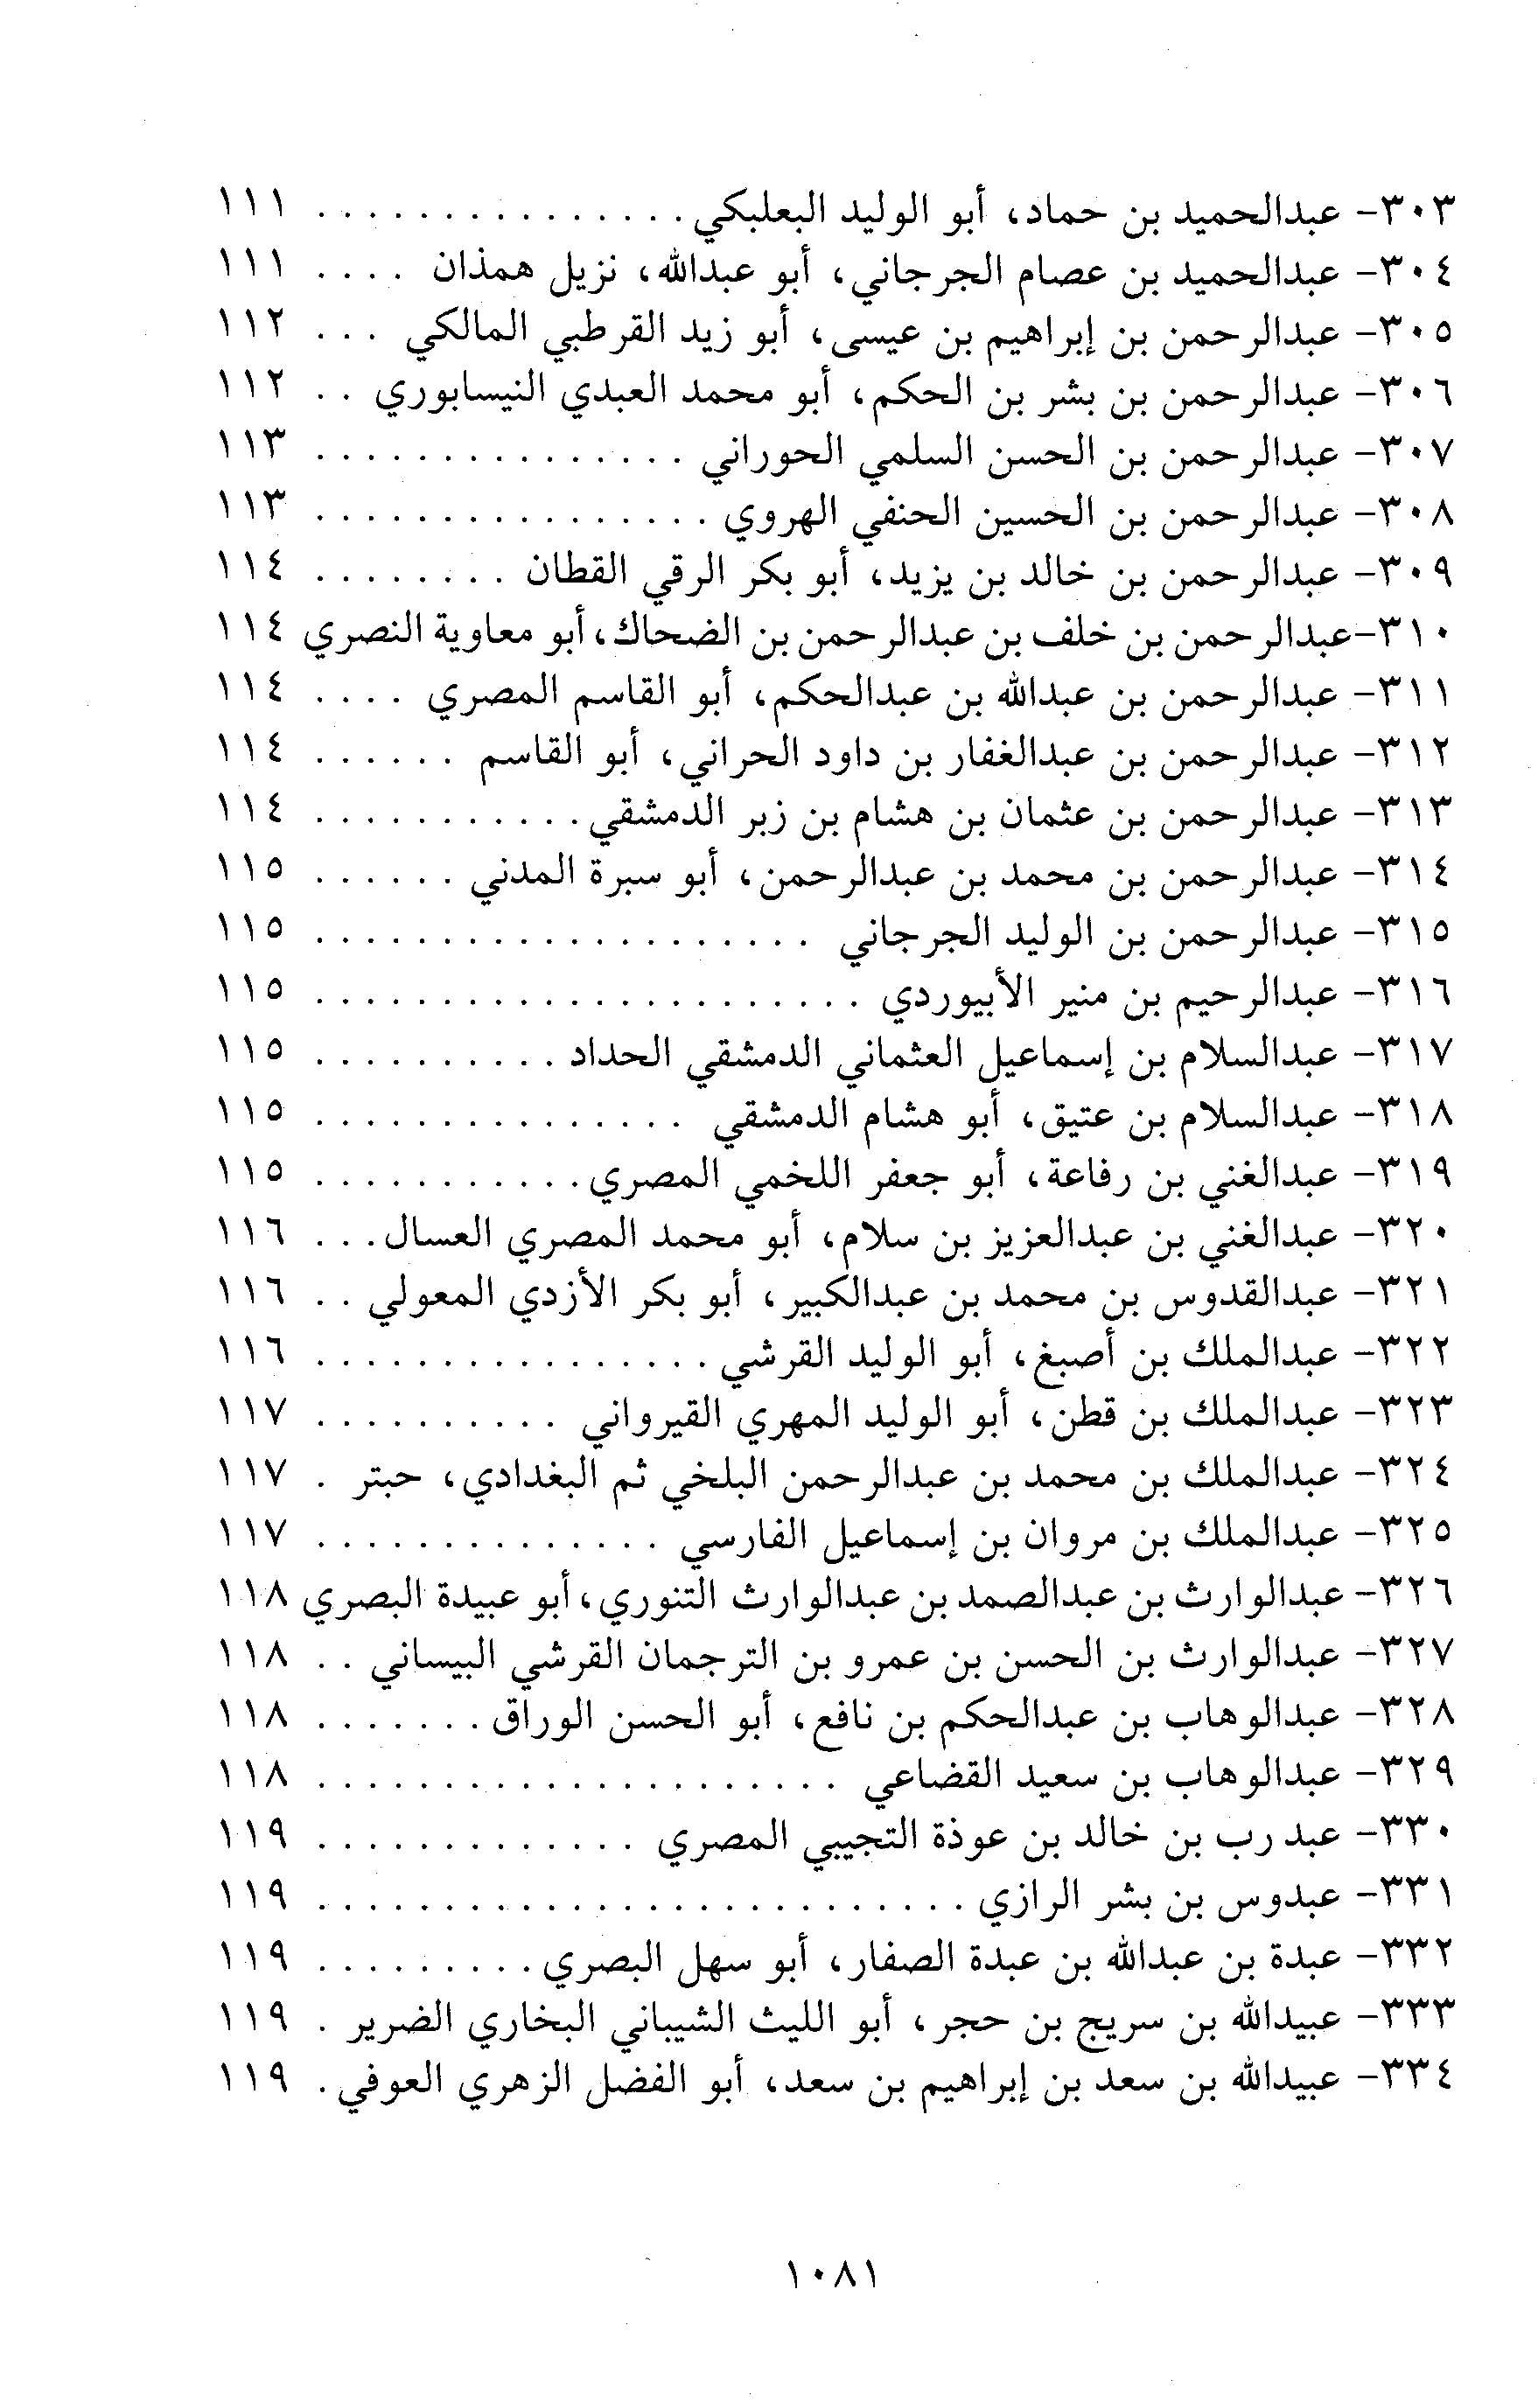 ٣٠٣- عبدالحميد بن حماد، أبو الوليد البعلبكي . . . . . . . . . . . . . . . ١١١
٣٠٤- عبدالحميد بن عصام الجرجاني، أبو عبدالله، نزيل همذان . . . . ١١١
٣٠٥- عبدالرحمن بن إبراهيم بن عيسى، أبو زيد القرطبي المالكي . . . ١١٢
٣٠٦- عبدالرحمن بن بشر بن الحكم، أبو محمد العبدي النيسابوري . . ١١٢
٣٠٧- عبدالرحمن بن الحسن السلمي الحوراني . . . . . . . . . . . . . . . ١١٣
٣٠٨- عبدالرحمن بن الحسين الحنفي الهروي . . . . . . . . . . . . . . . . ١١٣
٣٠٩- عبدالرحمن بن خالد بن يزيد، أبو بكر الرقي القطان . . . . . . . . ١١٤
٣١٠- عبدالرحمن بن خلف بن عبدالرحمن بن الضحاك، أبو معاوية النصري ١١٤
٣١١- عبدالرحمن بن عبدالله بن عبدالحكم، أبو القاسم المصري . . . . ١١٤
٣١٢- عبدالرحمن بن عبدالغفار بن داود الحراني، أبو القاسم . . . . . . ١١٤
٣١٣- عبدالرحمن بن عثمان بن هشام بن زبر الدمشقي . . . . . . . . . . . ١١٤
٣١٤- عبدالرحمن بن محمد بن عبدالرحمن، أبو سبرة المدني . . . . . . ١١٥
٣١٥- عبدالرحمن بن الوليد الجرجاني . . . . . . . . . . . . . . . . . . . . ١١٥
٣١٦- عبدالرحيم بن منير الأبيوردي . . . . . . . . . . . . . . . . . . . . . . ١١٥
٣١٧- عبدالسلام بن إسماعيل العثماني الدمشقي الحداد . . . . . . . . . . ١١٥
٣١٨- عبدالسلام بن عتيق، أبو هشام الدمشقي . . . . . . . . . . . . . . . ١١٥
٣١٩- عبدالغني بن رفاعة، أبو جعفر اللخمي المصري . . . . . . . . . . . ١١٥
٣٢٠- عبدالغني بن عبدالعزيز بن سلام، أبو محمد المصري العسال . . . ١١٦
٣٢١- عبدالقدوس بن محمد بن عبدالكبير، أبو بكر الأزدي المعولي . . ١١٦
٣٢٢- عبدالملك بن أصبغ، أبو الوليد القرشي . . . . . . . . . . . . . . . . ١١٦
٣٢٣- عبدالملك بن قطن، أبو الوليد المهري القيرواني . . . . . . . . . . ١١٧
٣٢٤- عبدالملك بن محمد بن عبدالرحمن البلخي ثم البغدادي، حبتر . ١١٧
٣٢٥- عبدالملك بن مروان بن إسماعيل الفارسي . . . . . . . . . . . . . . ١١٧
٣٢٦- عبدالوارث بن عبدالصمد بن عبدالوارث التنوري، أبو عبيدة البصري ١١٨
٣٢٧- عبدالوارث بن الحسن بن عمرو بن الترجمان القرشي البيساني . . ١١٨
٣٢٨- عبدالوهاب بن عبدالحكم بن نافع، أبو الحسن الوراق . . . . . . . ١١٨
٣٢٩- عبدالوهاب بن سعيد القضاعي . . . . . . . . . . . . . . . . . . . . . ١١٨
٣٣٠- عبد رب بن خالد بن عوذة التجيبي المصري . . . . . . . . . . . . . ١١٩
٣٣١- عبدوس بن بشر الرازي . . . . . . . . . . . . . . . . . . . . . . . . . . ١١٩
٣٣٢- عبدة بن عبدالله بن عبدة الصفار، أبو سهل البصري . . . . . . . . . ١١٩
٣٣٣- عبيدالله بن سريج بن حجر، أبو الليث الشيباني البخاري الضرير . ١١٩
٣٣٤- عبيدالله بن سعد بن إبراهيم بن سعد، أبو الفضل الزهري العوفي . ١١٩
١٠٨١